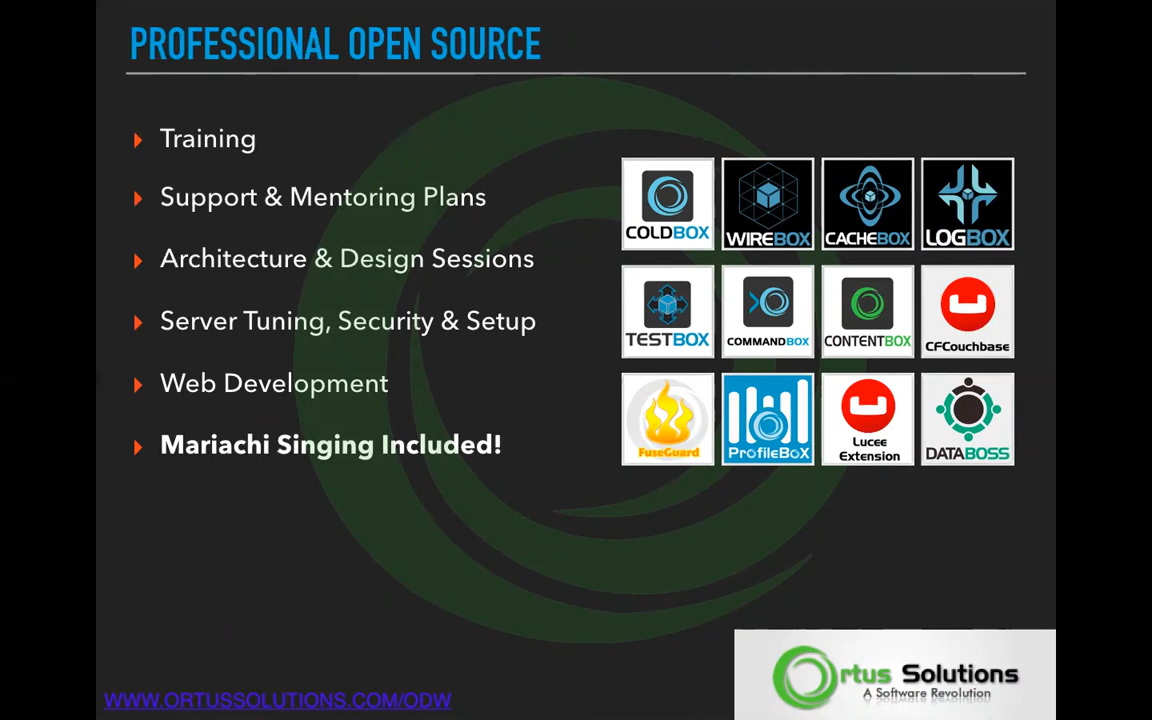 PROFESSIONAL OPEN SOURCE
Training
Support & Mentoring Plans
Architecture & Design Sessions
Server Tuning, Security & Setup
Web Development
Mariachi Singing Included!
COLDBOX
WIREBOX
CACHEBOX
LOGBOX
TESTBOX
COMMANDBOX
CONTENTBOX
CFCouchbase
FuseGuard
ProfileBox
Lucee
Extension
DATABOSS
WWW.ORTUSSOLUTIONS.COM/ODW
Ortus Solutions
A Software Revolution